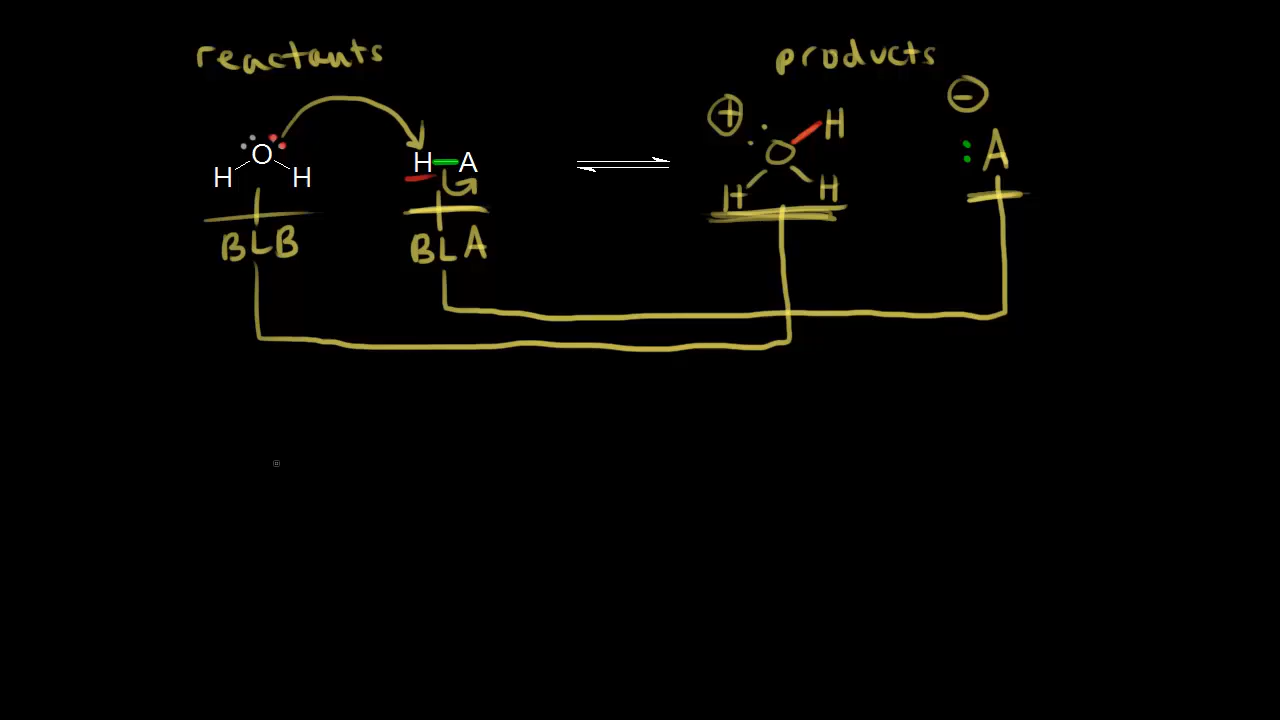 reactants products
⊕ ⊖
H
O H-A ⇌ O :A
H H H H
BLB BLA